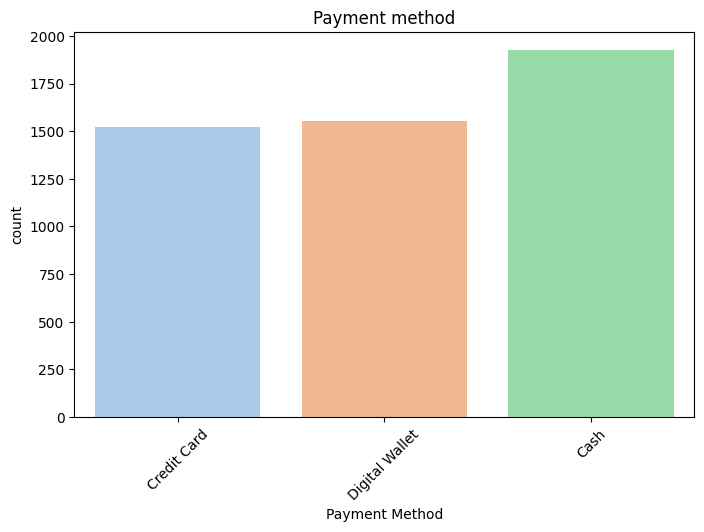 Payment method
2000
1750
1500
1250
1000
750
500
250
0
count
Credit Card
Digital Wallet
Cash
Payment Method